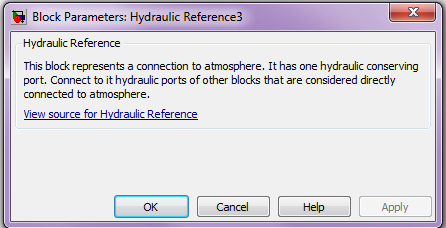 Block Parameters: Hydraulic Reference3
Hydraulic Reference
This block represents a connection to atmosphere. It has one hydraulic conserving
port. Connect to it hydraulic ports of other blocks that are considered directly
connected to atmosphere.
View source for Hydraulic Reference
OK Cancel Help Apply